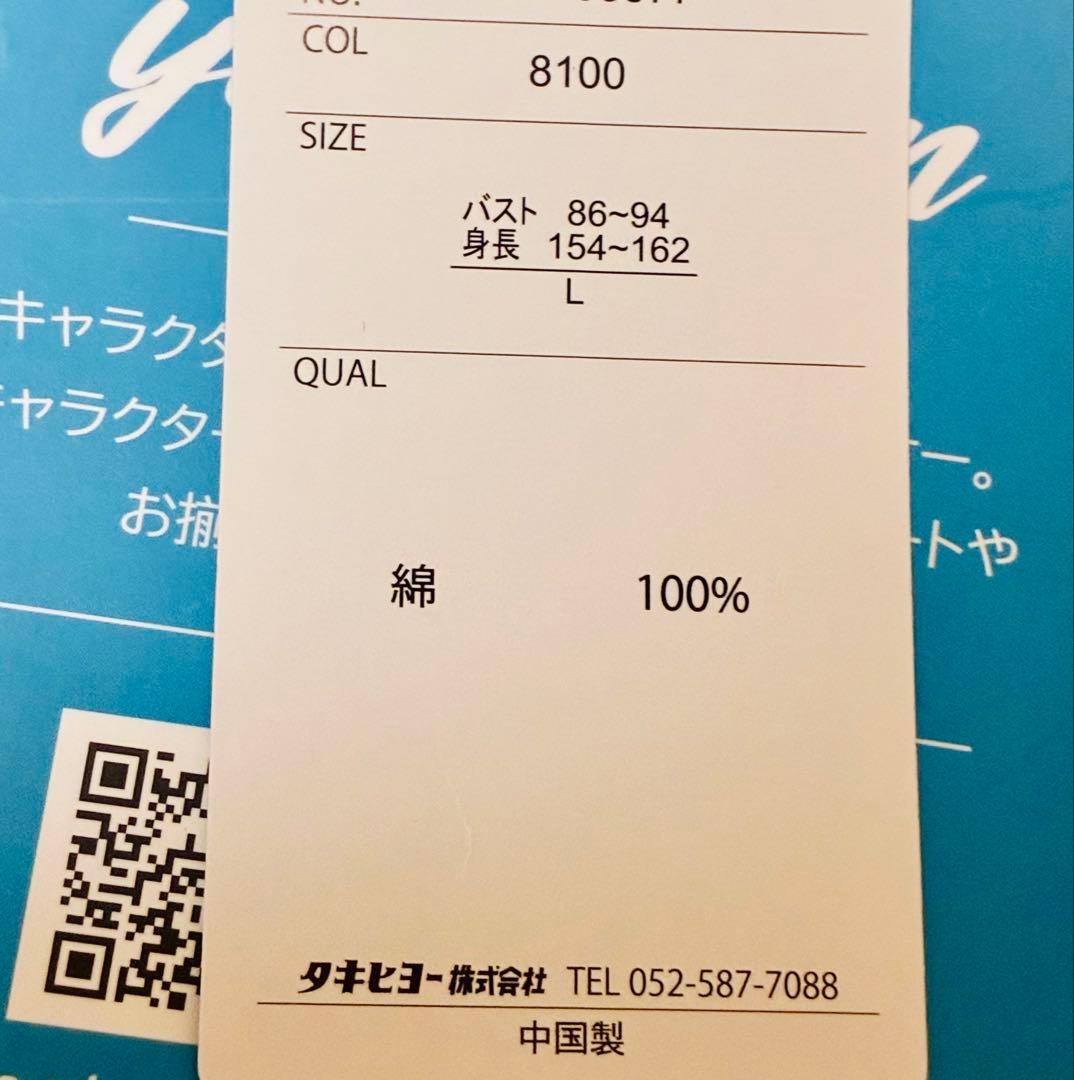 COL
8100
SIZE
バスト 86~94
身長 154~162
L
QUAL
綿 100%
タキヒヨー株式会社 TEL 052-587-7088
中国製
キャラクタ
キャラクター
ー。
お揃
ートや